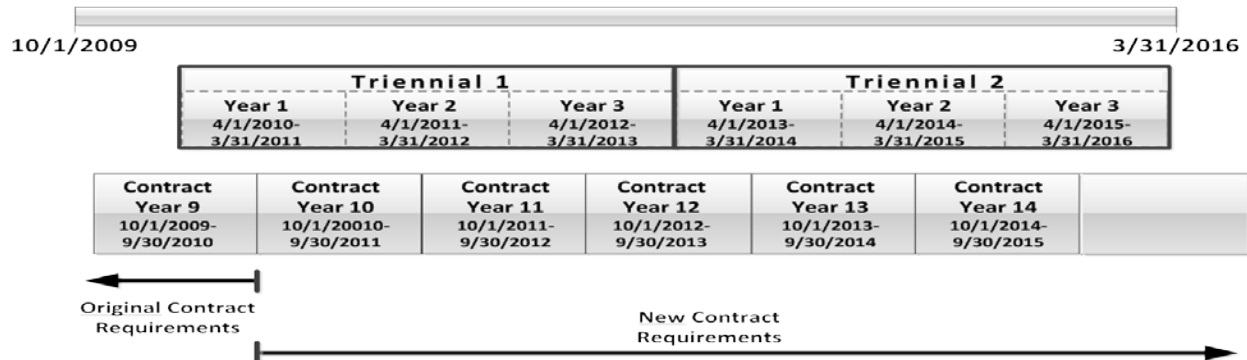 10/1/2009 3/31/2016
Triennial 1 Triennial 2
Year 1 Year 2 Year 3 Year 1 Year 2 Year 3
4/1/2010- 4/1/2011- 4/1/2012- 4/1/2013- 4/1/2014- 4/1/2015-
3/31/2011 3/31/2012 3/31/2013 3/31/2014 3/31/2015 3/31/2016
Contract Contract Contract Contract Contract Contract
Year 9 Year 10 Year 11 Year 12 Year 13 Year 14
10/1/2009- 10/1/20010- 10/1/2011- 10/1/2012- 10/1/2013- 10/1/2014-
9/30/2010 9/30/2011 9/30/2012 9/30/2013 9/30/2014 9/30/2015
Original Contract
Requirements
New Contract
Requirements